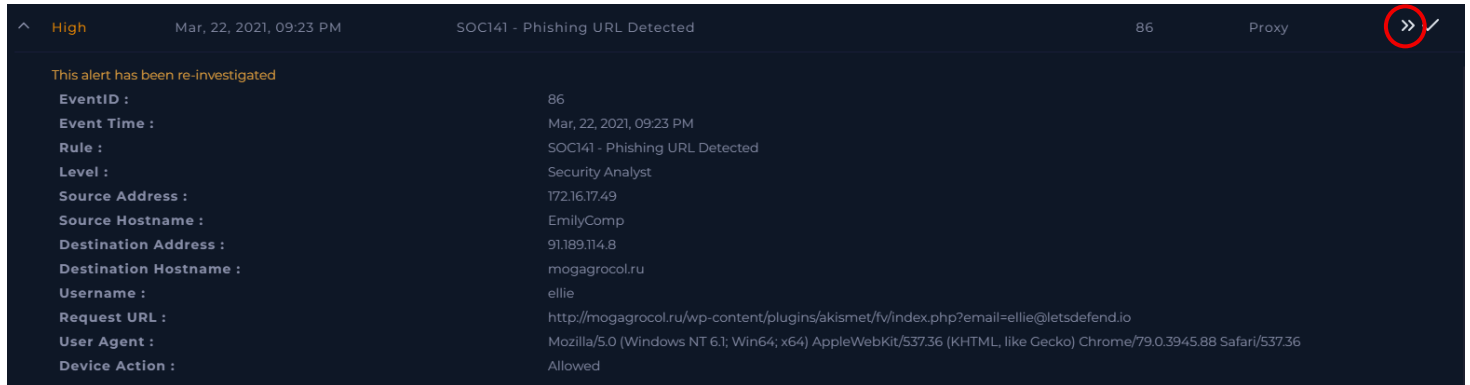 High Mar, 22, 2021, 09:23 PM SOC141 - Phishing URL Detected 86 Proxy
This alert has been re-investigated
EventID : 86
Event Time : Mar, 22, 2021, 09:23 PM
Rule : SOC141 - Phishing URL Detected
Level : Security Analyst
Source Address : 172.16.17.49
Source Hostname : EmilyComp
Destination Address : 91.189.114.8
Destination Hostname : mogagrocol.ru
Username : ellie
Request URL : http://mogagrocol.ru/wp-content/plugins/akismet/fv/index.php?email=ellie@letsdefend.io
User Agent : Mozilla/5.0 (Windows NT 6.1; Win64; x64) AppleWebKit/537.36 (KHTML, like Gecko) Chrome/79.0.3945.88 Safari/537.36
Device Action : Allowed